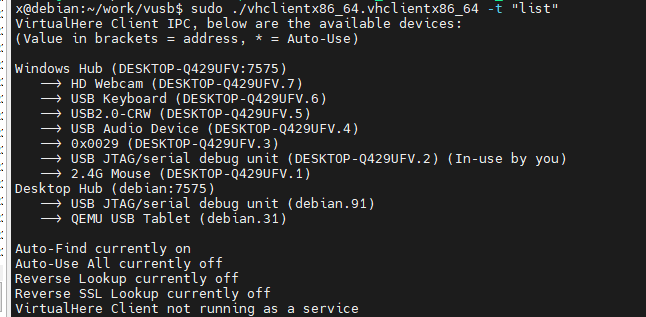 x@debian:~/work/vusb$ sudo ./vhclientx86_64.vhclientx86_64 -t "list"
VirtualHere Client IPC, below are the available devices:
(Value in brackets = address, * = Auto-Use)

Windows Hub (DESKTOP-Q429UFV:7575)
   --> HD Webcam (DESKTOP-Q429UFV.7)
   --> USB Keyboard (DESKTOP-Q429UFV.6)
   --> USB2.0-CRW (DESKTOP-Q429UFV.5)
   --> USB Audio Device (DESKTOP-Q429UFV.4)
   --> 0x0029 (DESKTOP-Q429UFV.3)
   --> USB JTAG/serial debug unit (DESKTOP-Q429UFV.2) (In-use by you)
   --> 2.4G Mouse (DESKTOP-Q429UFV.1)
Desktop Hub (debian:7575)
   --> USB JTAG/serial debug unit (debian.91)
   --> QEMU USB Tablet (debian.31)

Auto-Find currently on
Auto-Use All currently off
Reverse Lookup currently off
Reverse SSL Lookup currently off
VirtualHere Client not running as a service